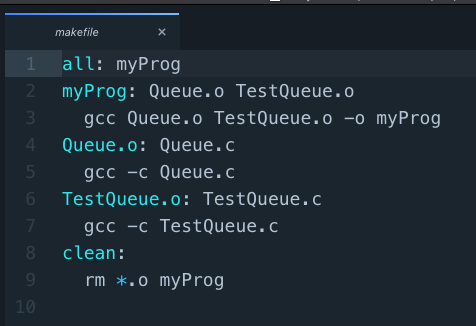 makefile ×
1 all: myProg
2 myProg: Queue.o TestQueue.o
3 gcc Queue.o TestQueue.o -o myProg
4 Queue.o: Queue.c
5 gcc -c Queue.c
6 TestQueue.o: TestQueue.c
7 gcc -c TestQueue.c
8 clean:
9 rm *.o myProg
10